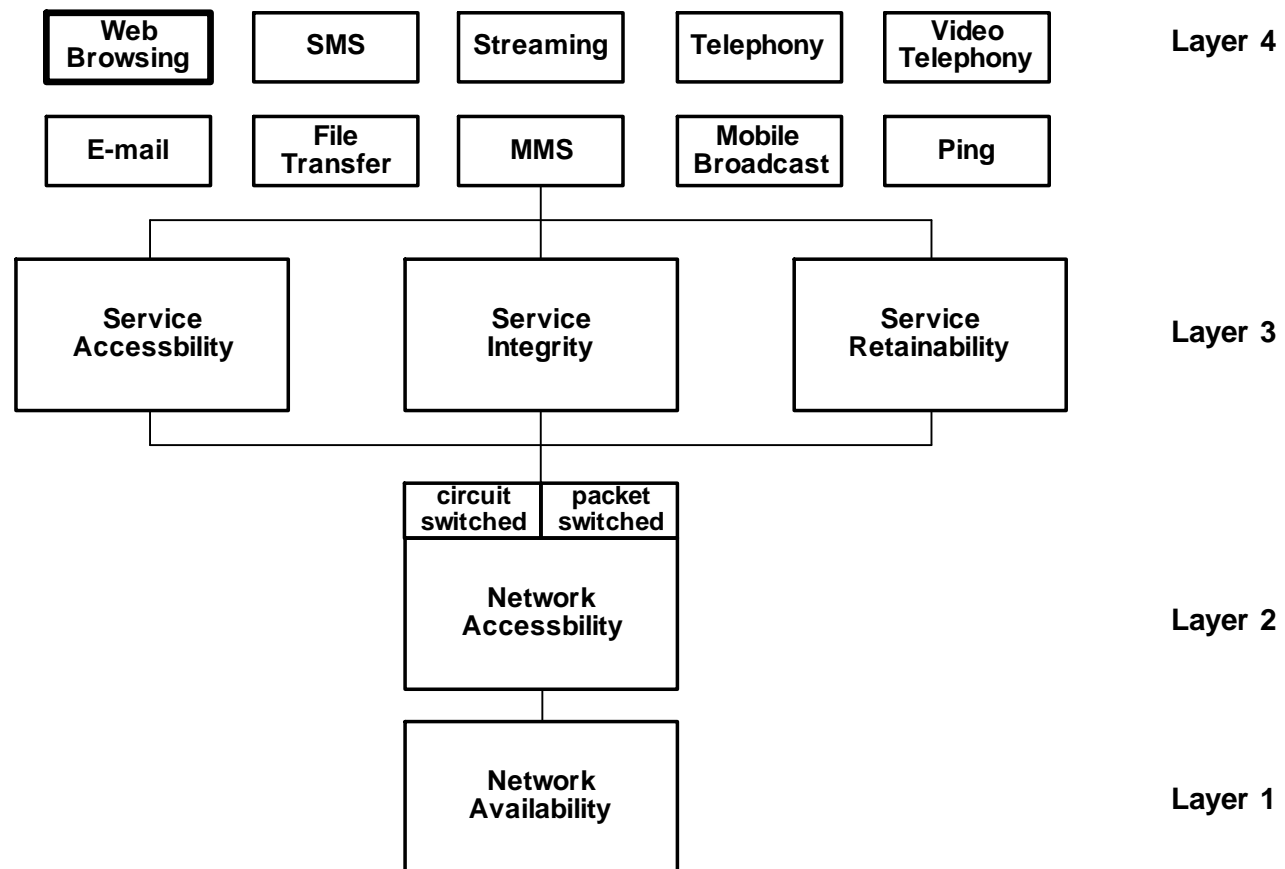 Web
Browsing
SMS
Streaming
Telephony
Video
Telephony
Layer 4
E-mail
File
Transfer
MMS
Mobile
Broadcast
Ping
Service
Accessbility
Service
Integrity
Service
Retainability
Layer 3
circuit
switched
packet
switched
Network
Accessbility
Layer 2
Network
Availability
Layer 1